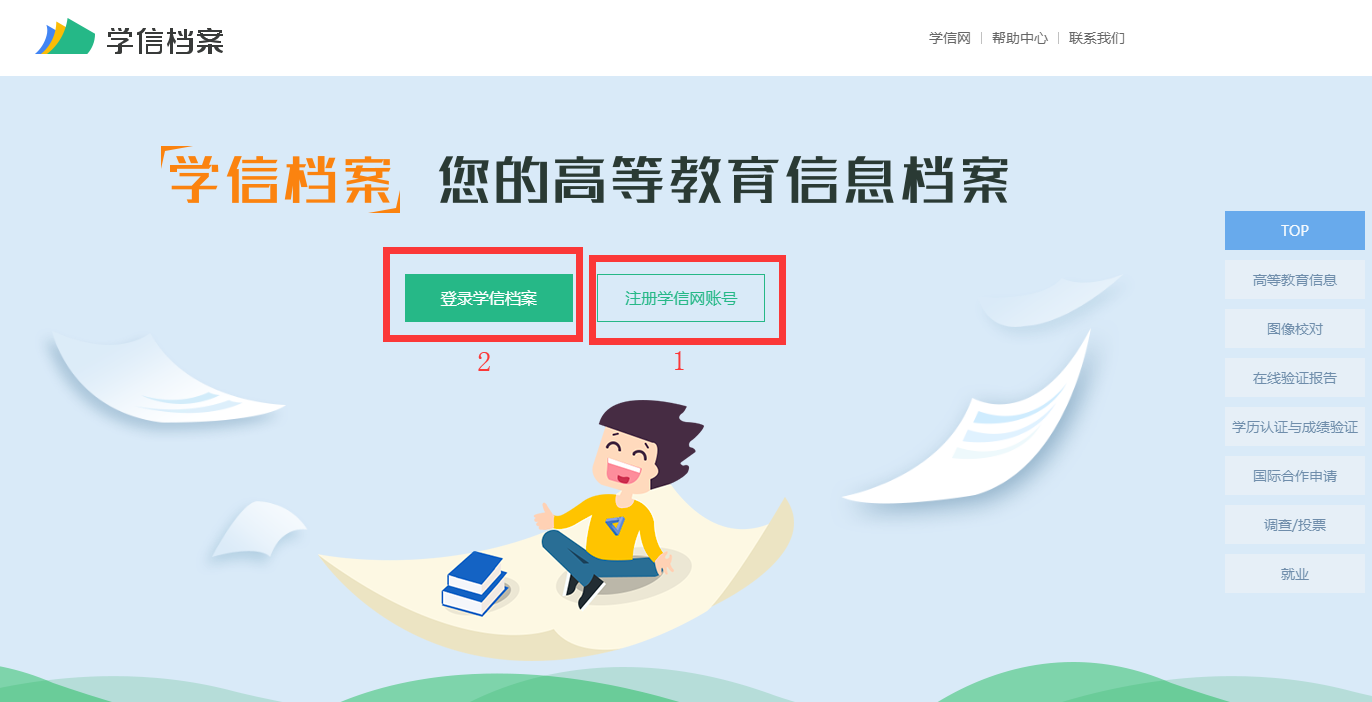 学信档案
学信网 | 帮助中心 | 联系我们
学信档案 您的高等教育信息档案
登录学信档案 注册学信网账号
2 1
TOP
高等教育信息
图像校对
在线验证报告
学历认证与成绩验证
国际合作申请
调查/投票
就业